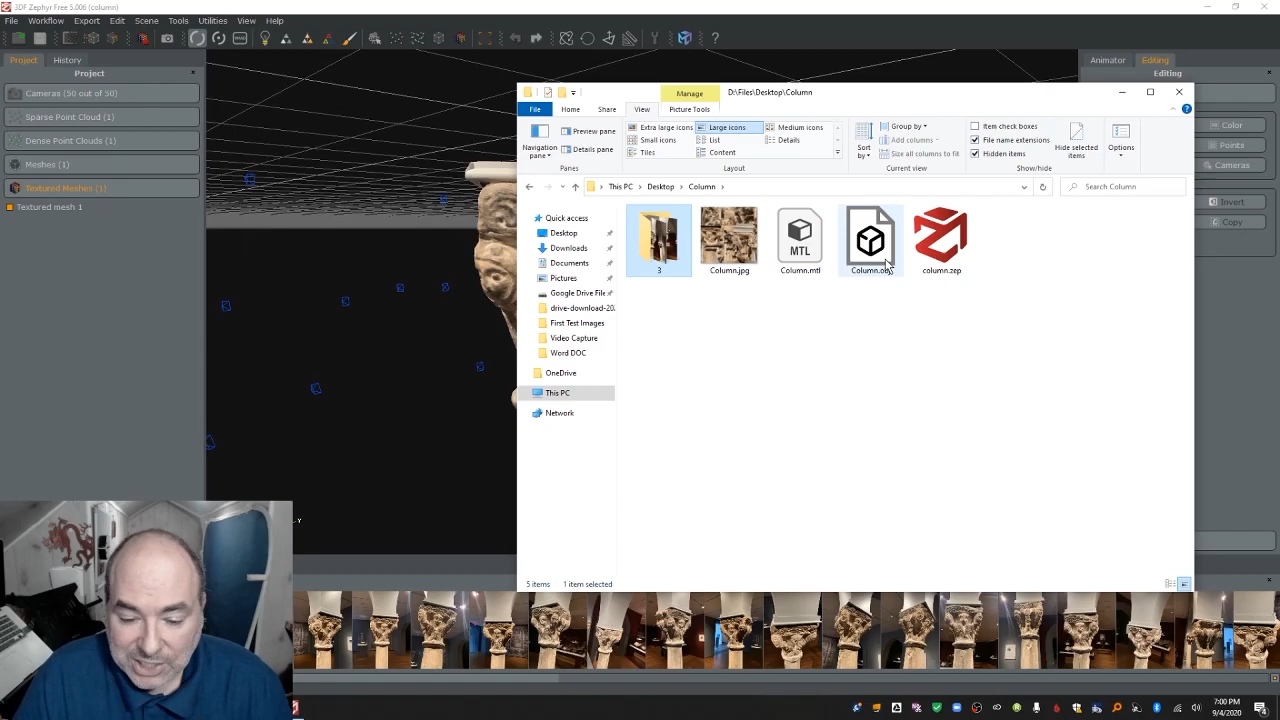 3DF Zephyr Free 5.006 (column)
File Workflow Export Edit Scene Tools Utilities View Help
Project History
Project
Cameras (50 out of 50)
Sparse Point Cloud (1)
Dense Point Clouds (1)
Meshes (1)
Textured Meshes (1)
Textured mesh 1
Animator Editing
Editing
Color
Points
Cameras
Invert
Copy
Manage D:\Files\Desktop\Column
File Home Share View Picture Tools
Navigation pane
Preview pane
Details pane
Panes
Extra large icons Large icons Medium icons
Small icons List Details
Tiles Content
Layout
Sort by
Group by
Add columns
Size all columns to fit
Current view
Item check boxes
File name extensions
Hidden items
Hide selected items
Show/hide
Options
This PC > Desktop > Column >
Search Column
Quick access
Desktop
Downloads
Documents
Pictures
Google Drive File
drive-download-20
First Test Images
Video Capture
Word DOC
OneDrive
This PC
Network
3 Column.jpg Column.mtl Column.obj column.zep
MTL
5 items 1 item selected
Y
7:00 PM
9/4/2020